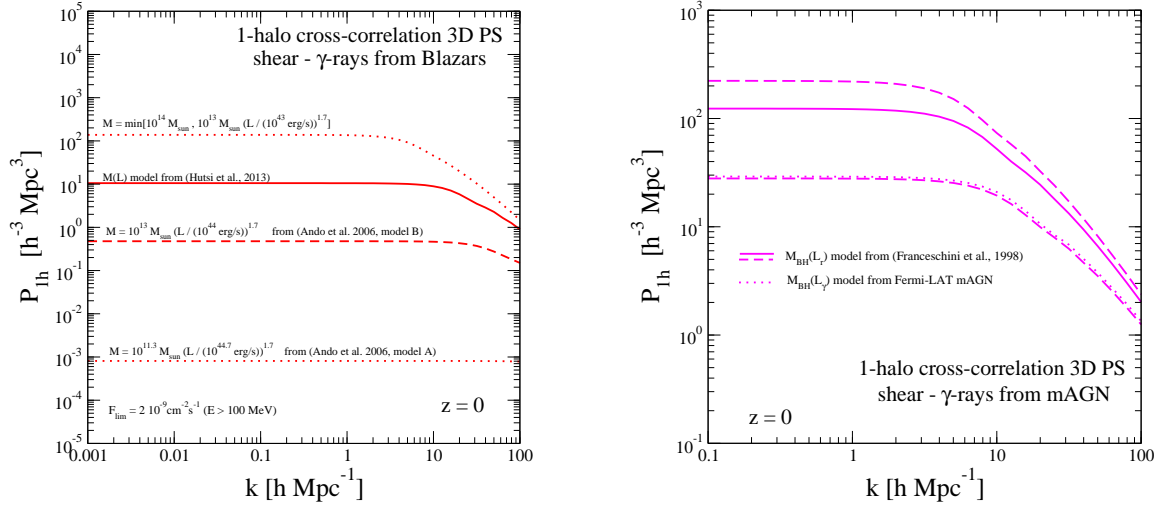 10^5
10^4
10^3
10^2
10^1
10^0
10^-1
10^-2
10^-3
10^-4
10^-5
P_1h [h^-3 Mpc^3]
1-halo cross-correlation 3D PS
shear - γ-rays from Blazars
M = min[10^14 M_sun , 10^13 M_sun (L / (10^43 erg/s))^1.7]
M(L) model from (Hutsi et al., 2013)
M = 10^13 M_sun (L / (10^44 erg/s))^1.7 from (Ando et al. 2006, model B)
M = 10^11.3 M_sun (L / (10^44.7 erg/s))^1.7 from (Ando et al. 2006, model A)
F_lim = 2 10^-9 cm^-2 s^-1 (E > 100 MeV)
z = 0
0.001 0.01 0.1 1 10 100
k [h Mpc^-1]
10^3
10^2
10^1
10^0
10^-1
P_1h [h^-3 Mpc^3]
M_BH(L_r) model from (Franceschini et al., 1998)
M_BH(L_γ) model from Fermi-LAT mAGN
1-halo cross-correlation 3D PS
shear - γ-rays from mAGN
z = 0
0.1 1 10 100
k [h Mpc^-1]